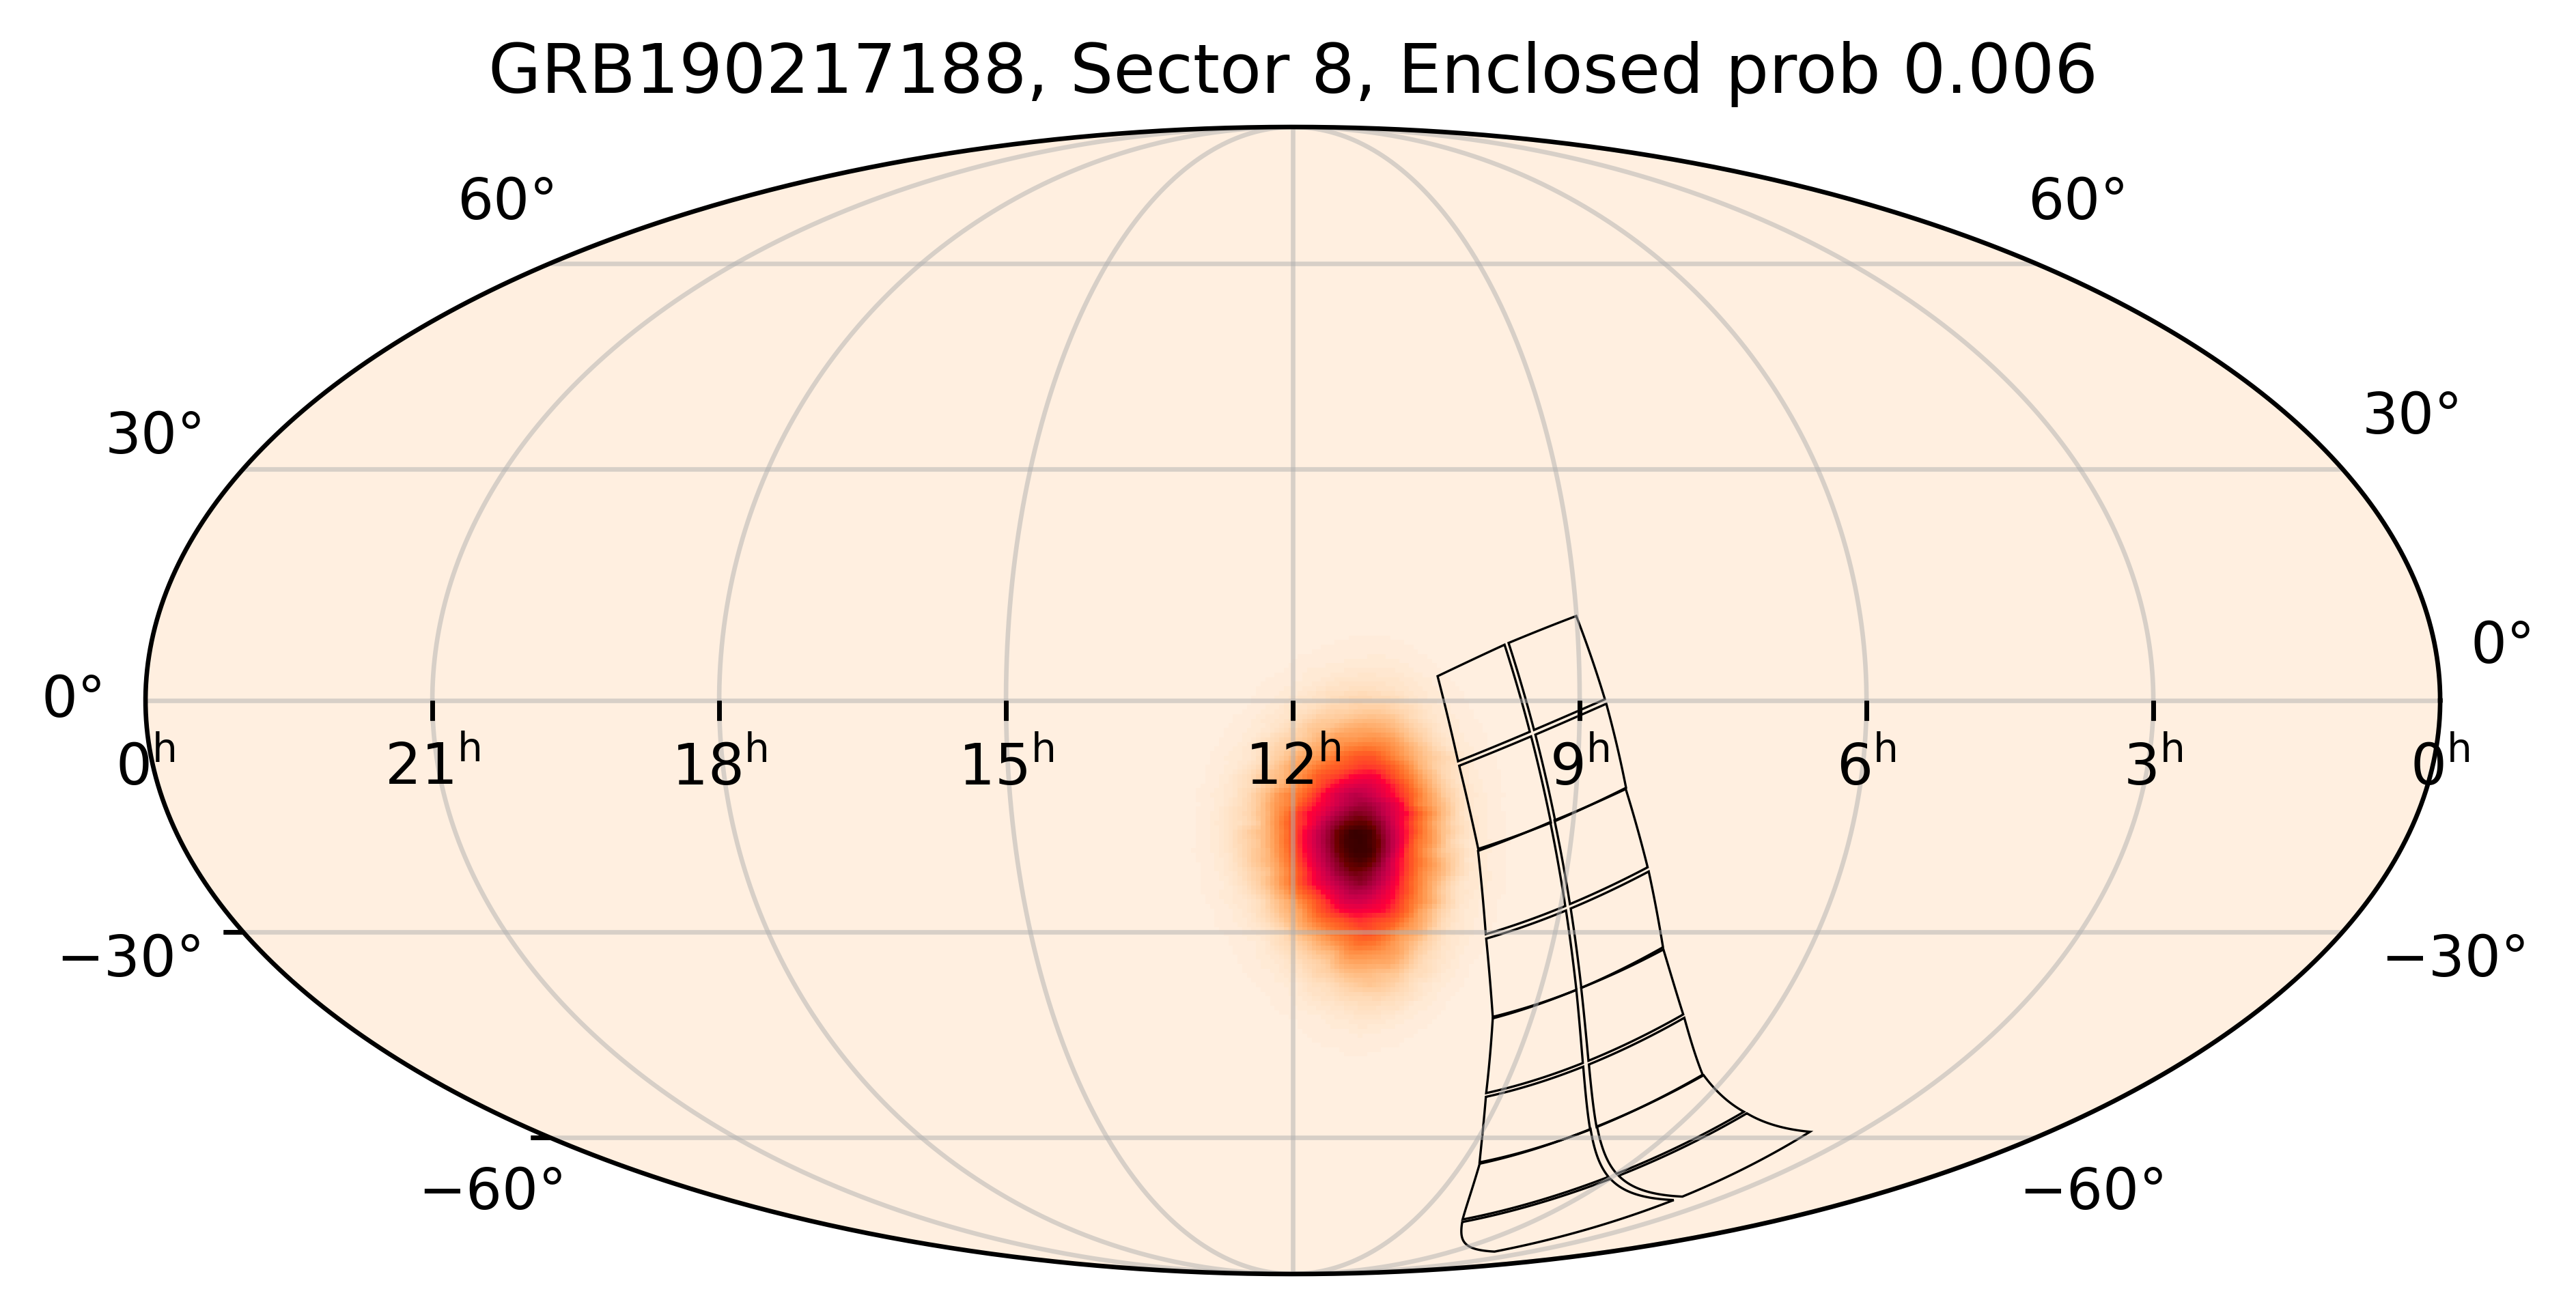 GRB190217188, Sector 8, Enclosed prob 0.006
60° 60°
30° 30°
0° 0°
0h 21h 18h 15h 12h 9h 6h 3h 0h
−30° −30°
−60° −60°